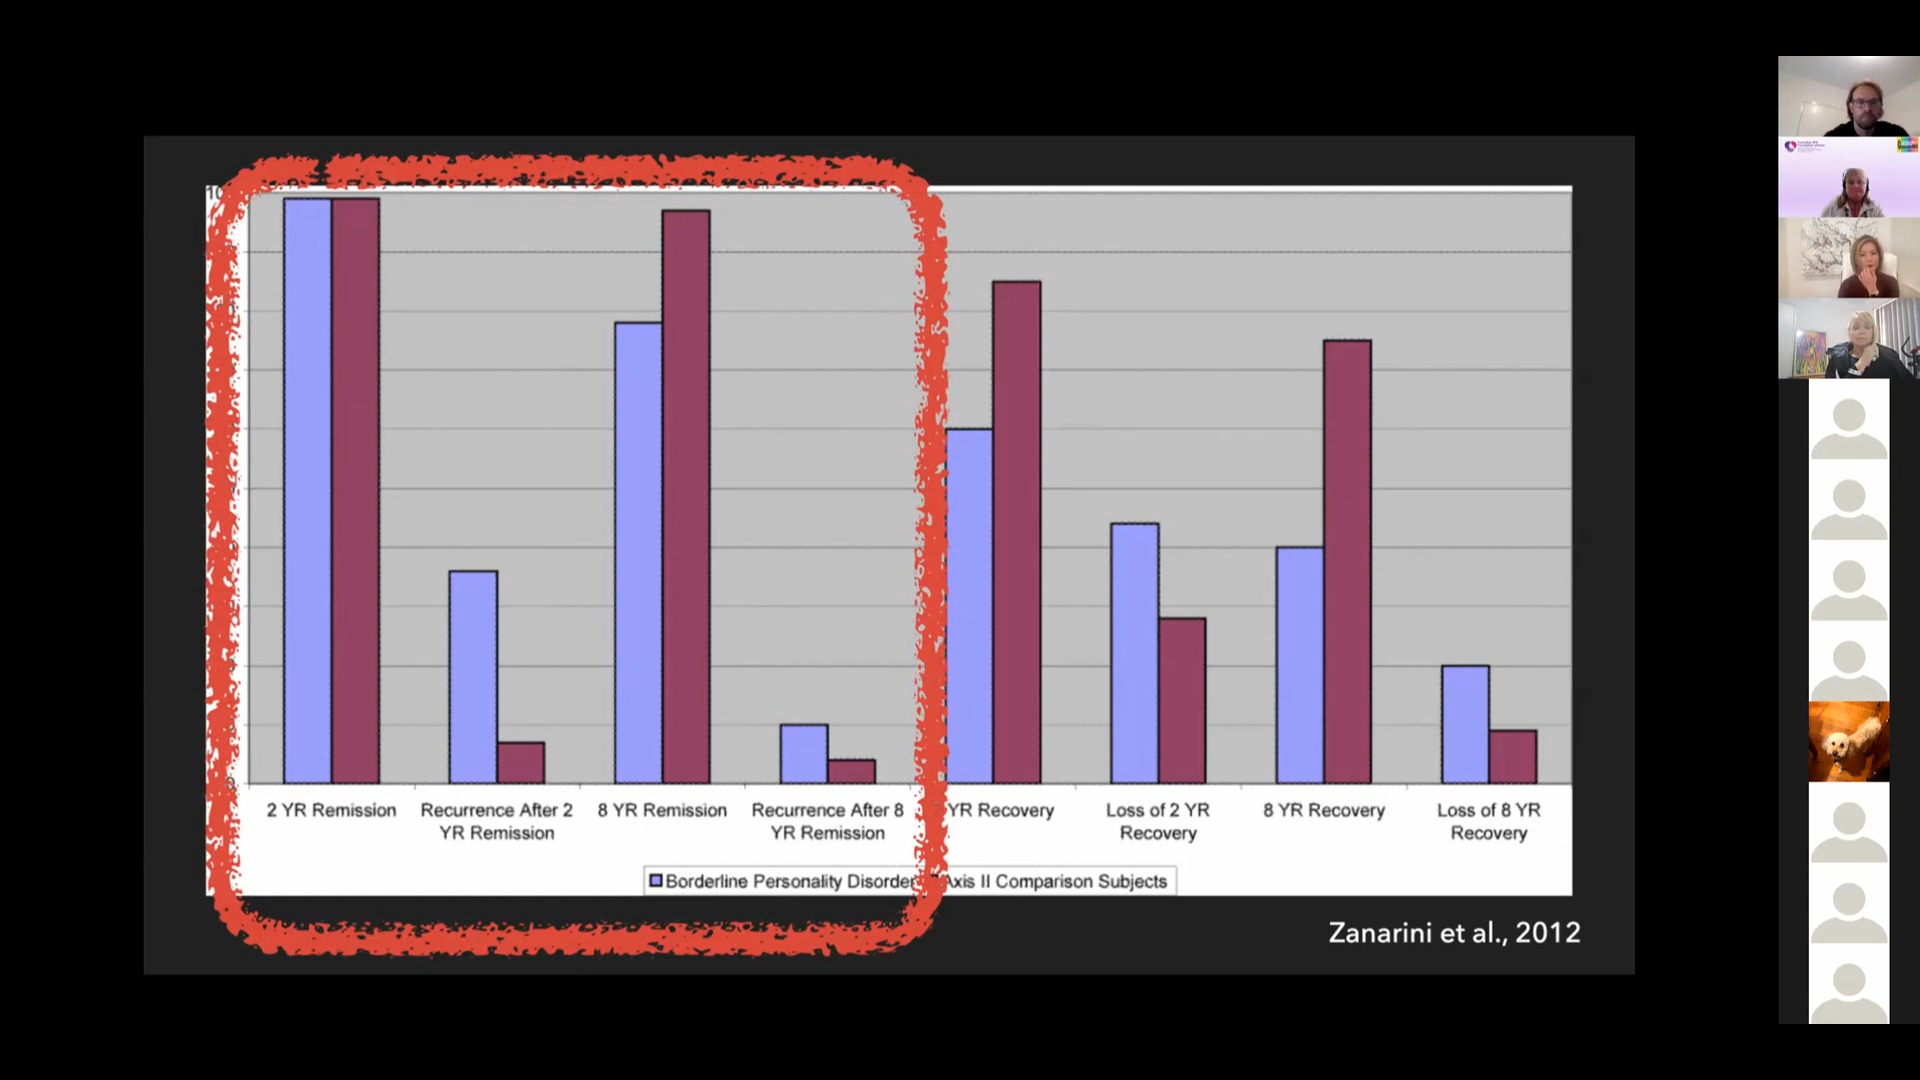 2 YR Remission
Recurrence After 2
YR Remission
8 YR Remission
Recurrence After 8
YR Remission
YR Recovery
Loss of 2 YR
Recovery
8 YR Recovery
Loss of 8 YR
Recovery
Borderline Personality Disorder
Axis II Comparison Subjects
Zanarini et al., 2012